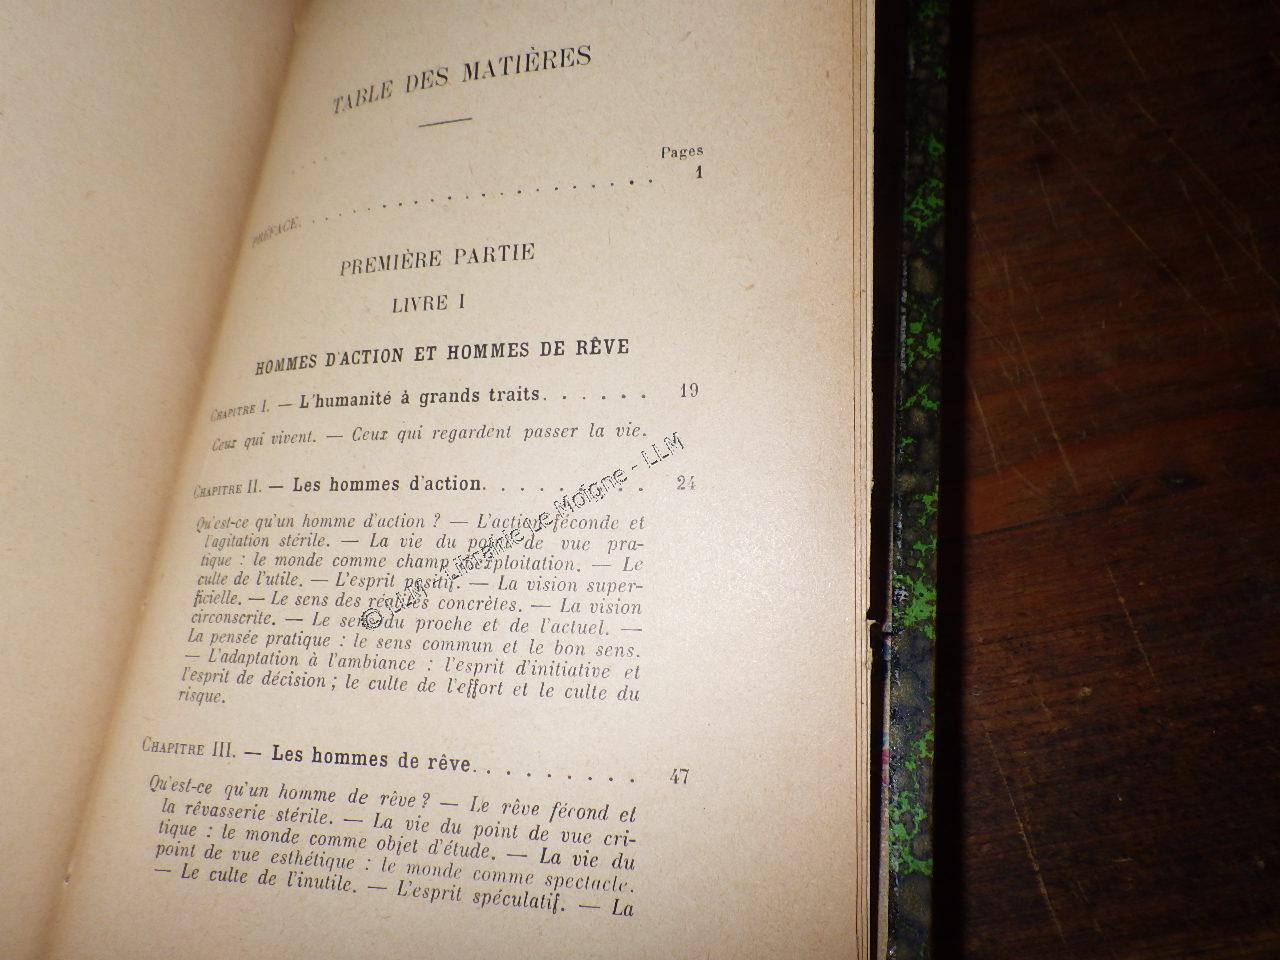 TABLE DES MATIÈRES
Pages
PRÉFACE. . . . . . . . . . . . . . . . . . . . . . . . 1
PREMIÈRE PARTIE
LIVRE I
HOMMES D'ACTION ET HOMMES DE RÊVE
CHAPITRE I. — L'humanité à grands traits. . . . . . . 19
Ceux qui vivent. — Ceux qui regardent passer la vie.
CHAPITRE II. — Les hommes d'action. . . . . . . . . . 24
Qu'est-ce qu'un homme d'action ? — L'action féconde et
l'agitation stérile. — La vie du point de vue pra-
tique : le monde comme champ d'exploitation. — Le
culte de l'utile. — L'esprit positif. — La vision super-
ficielle. — Le sens des réalités concrètes. — La vision
circonscrite. — Le sens du proche et de l'actuel. —
La pensée pratique : le sens commun et le bon sens.
— L'adaptation à l'ambiance : l'esprit d'initiative et
l'esprit de décision ; le culte de l'effort et le culte du
risque.
CHAPITRE III. — Les hommes de rêve. . . . . . . . . . 47
Qu'est-ce qu'un homme de rêve ? — Le rêve fécond et
la rêvasserie stérile. — La vie du point de vue cri-
tique : le monde comme objet d'étude. — La vie du
point de vue esthétique : le monde comme spectacle.
— Le culte de l'inutile. — L'esprit spéculatif. — La
© LLM - Librairie Le Moigne - LLM